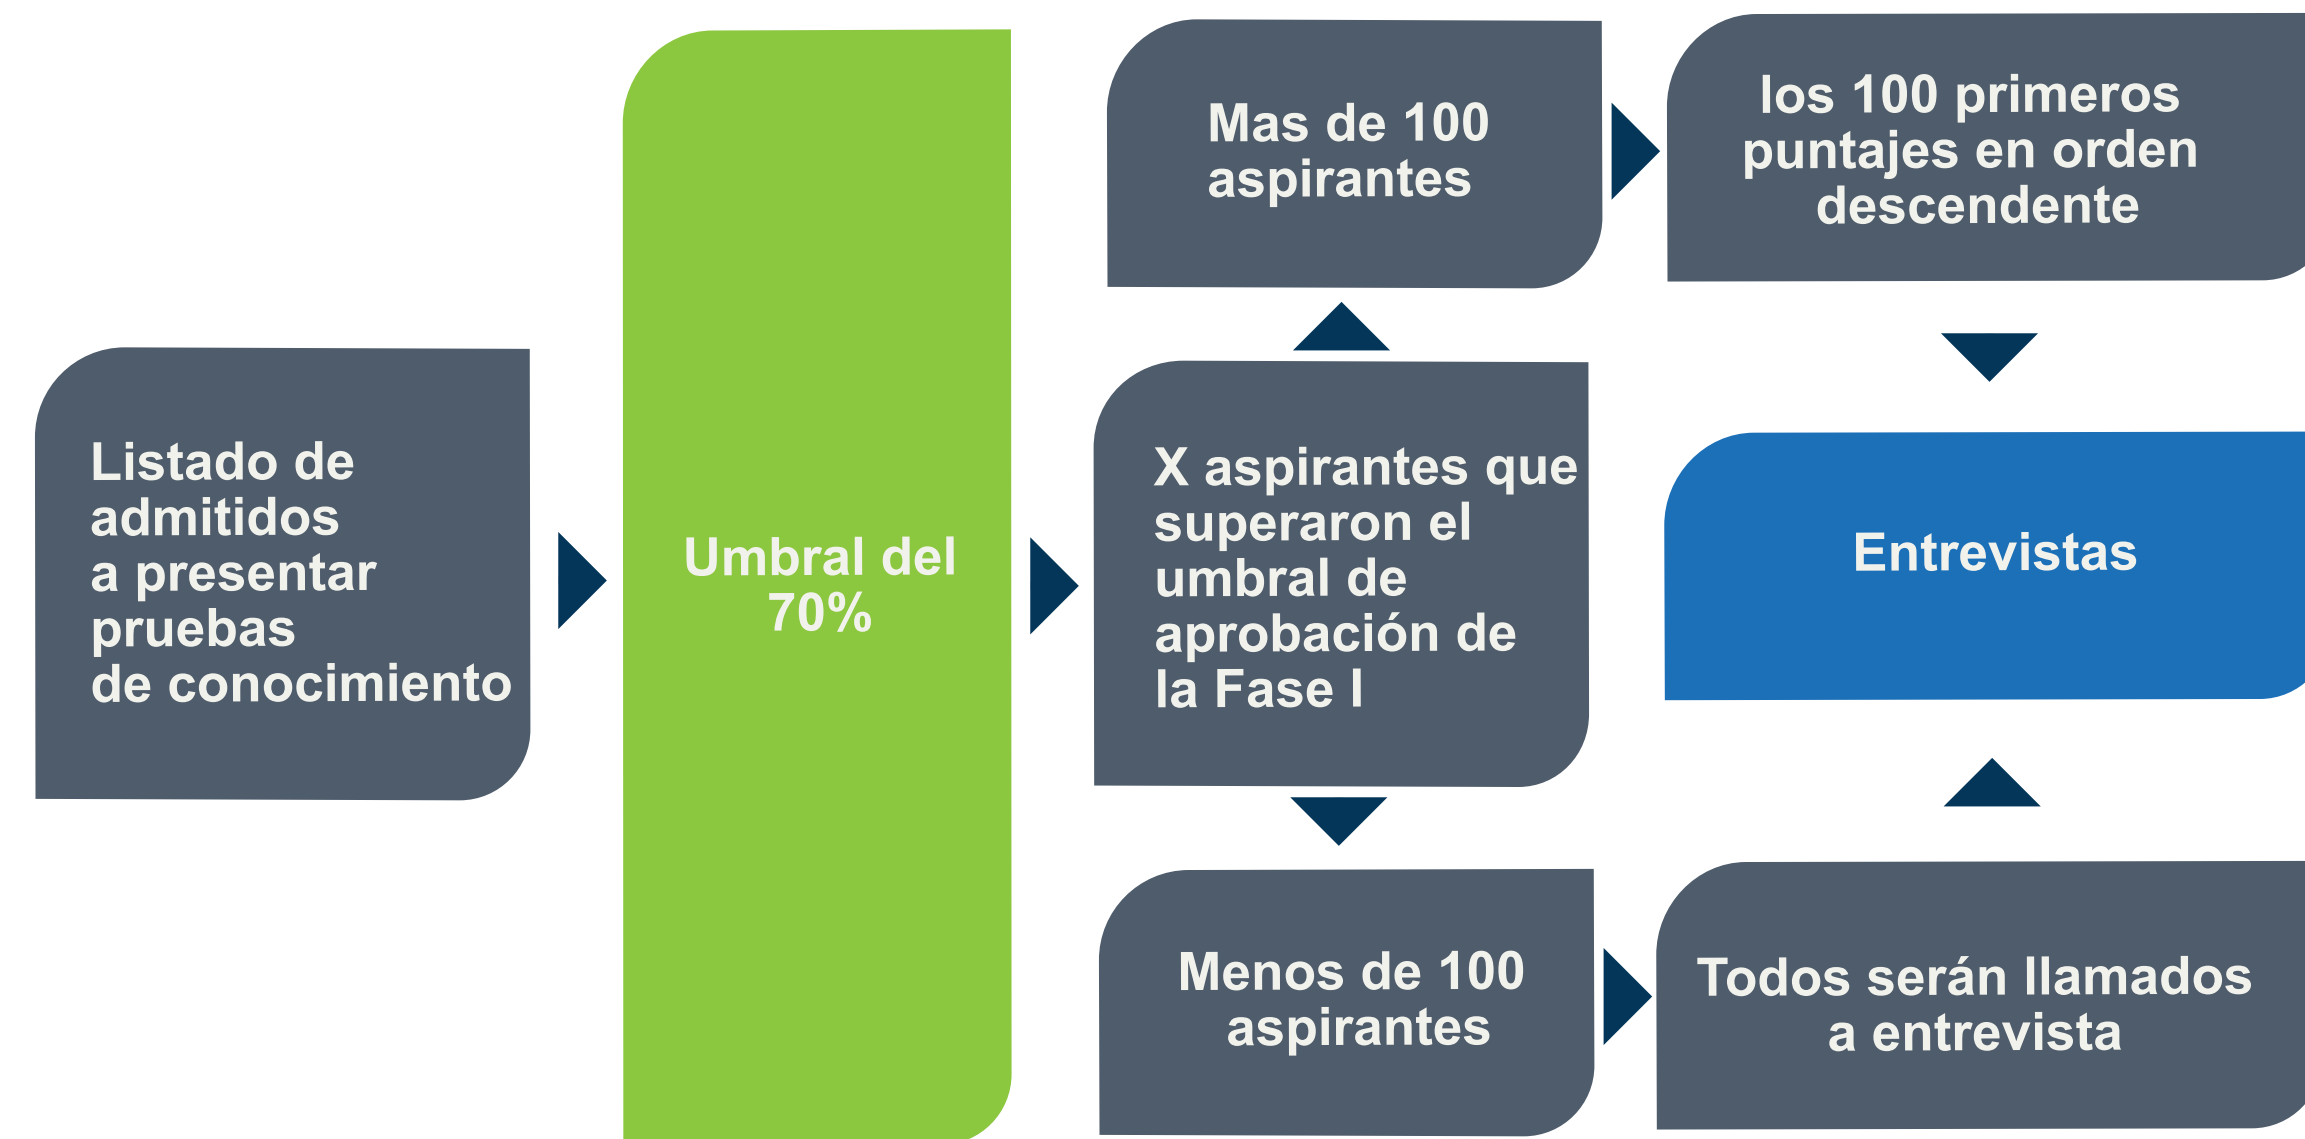 Listado de
admitidos
a presentar
pruebas
de conocimiento
Umbral del
70%
X aspirantes que
superaron el
umbral de
aprobación de
la Fase I
Mas de 100
aspirantes
los 100 primeros
puntajes en orden
descendente
Menos de 100
aspirantes
Todos serán llamados
a entrevista
Entrevistas